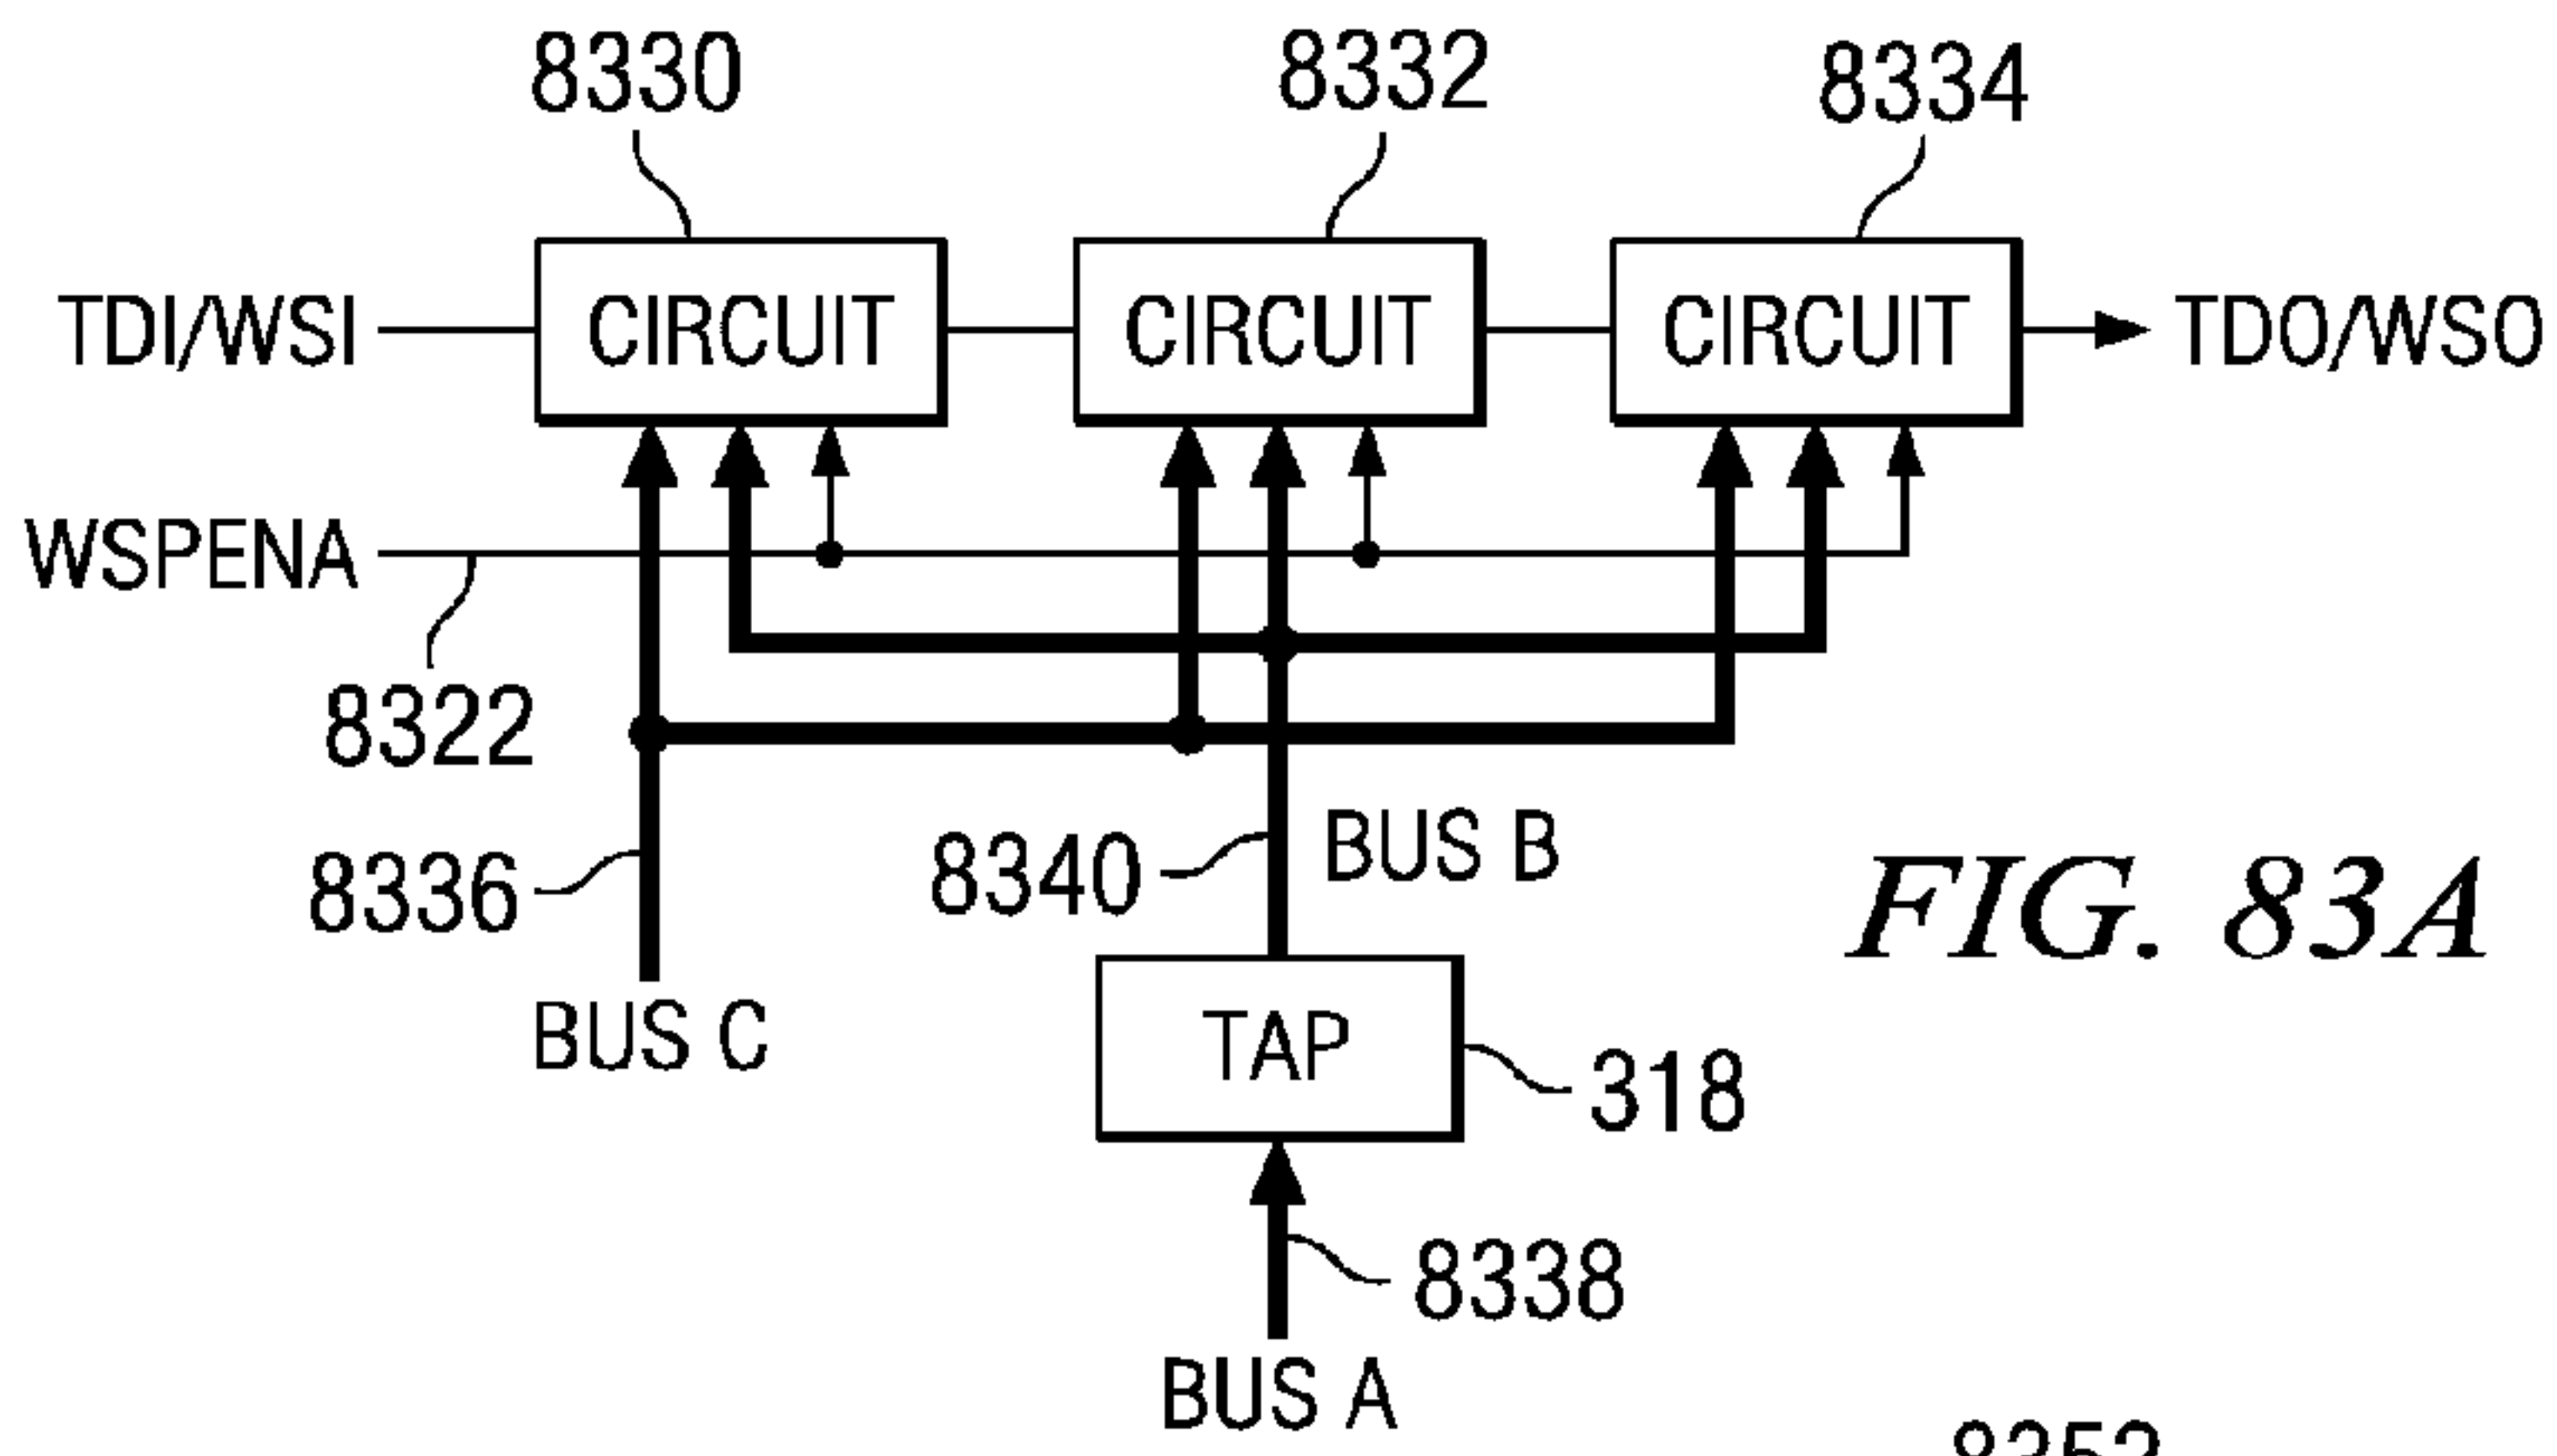 8330
8332
8334
TDI/WSI
CIRCUIT
CIRCUIT
CIRCUIT
TDO/WSO
WSPENA
8322
8336
8340
BUS B
FIG. 83A
BUS C
TAP
318
8338
BUS A
8352